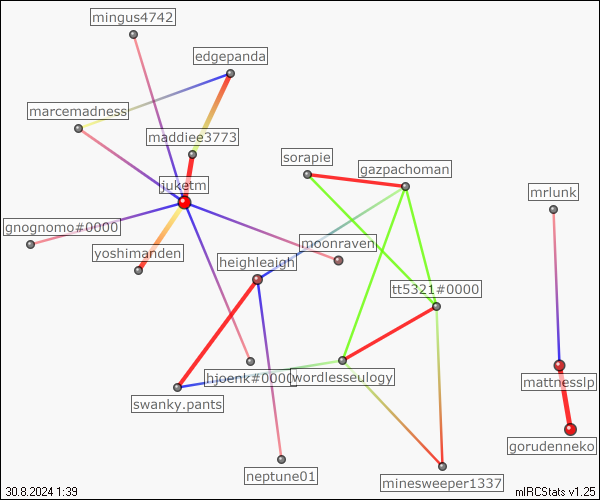 mingus4742
edgepanda
marcemadness
maddiee3773
sorapie
gazpachoman
juketm
mrlunk
gnognomo#0000
moonraven
yoshimanden
heighleaigh
tt5321#0000
hjoenk#0000
wordlesseulogy
mattnesslp
swanky.pants
gorudenneko
neptune01
minesweeper1337
30.8.2024 1:39
mIRCStats v1.25